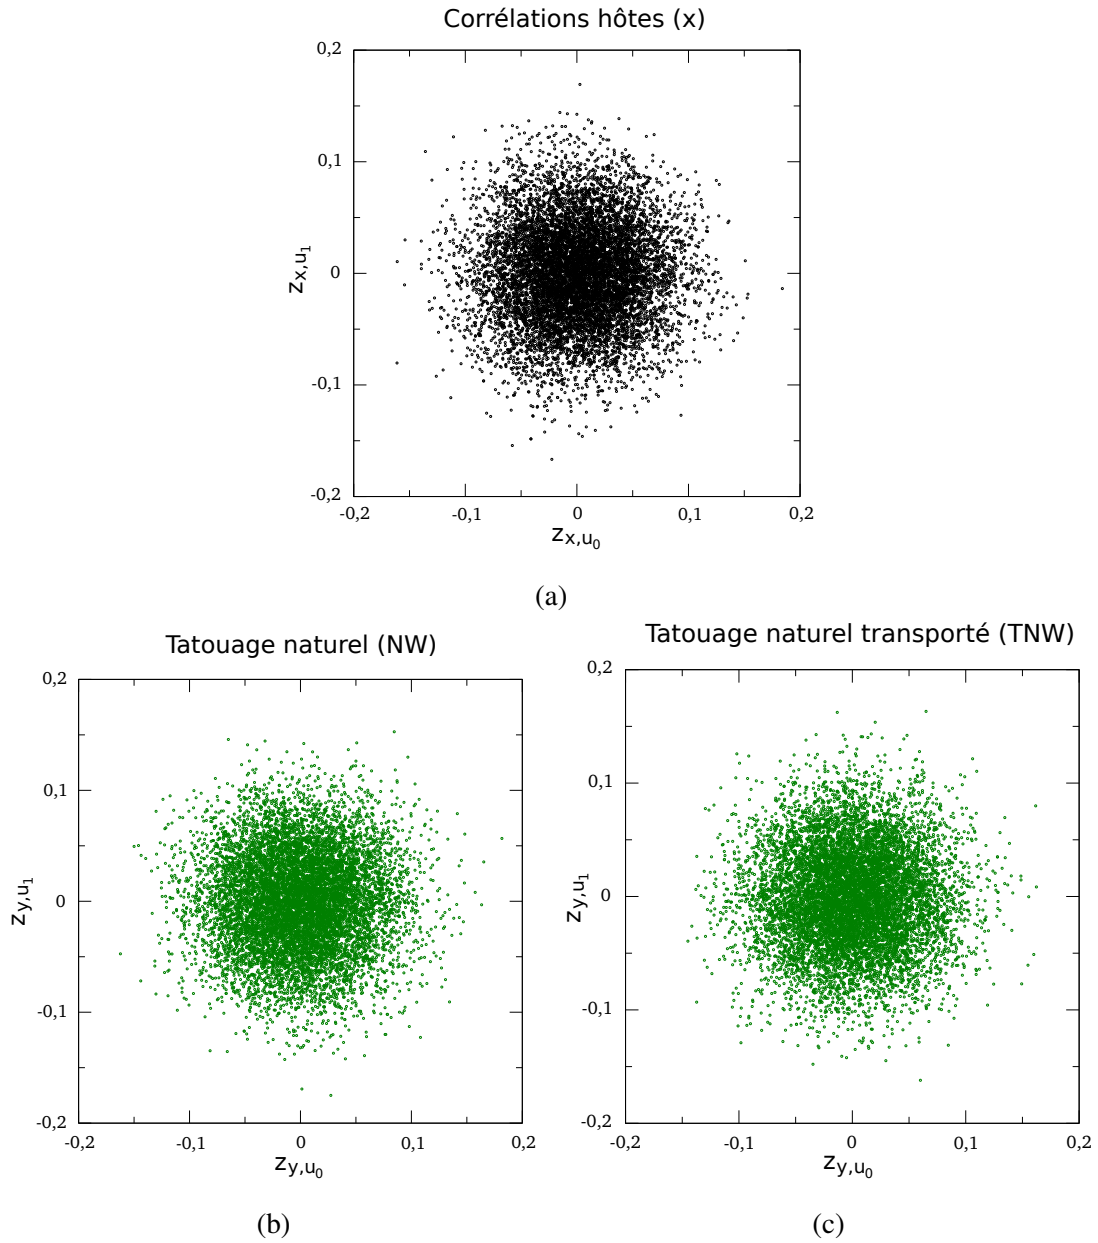 Corrélations hôtes (x)
0,2
0,1
0
-0,1
-0,2
z_{x,u_1}
-0,2 -0,1 0 0,1 0,2
z_{x,u_0}
(a)
Tatouage naturel (NW)
0,2
0,1
0
-0,1
-0,2
z_{y,u_1}
-0,2 -0,1 0 0,1 0,2
z_{y,u_0}
(b)
Tatouage naturel transporté (TNW)
0,2
0,1
0
-0,1
-0,2
z_{y,u_1}
-0,2 -0,1 0 0,1 0,2
z_{y,u_0}
(c)